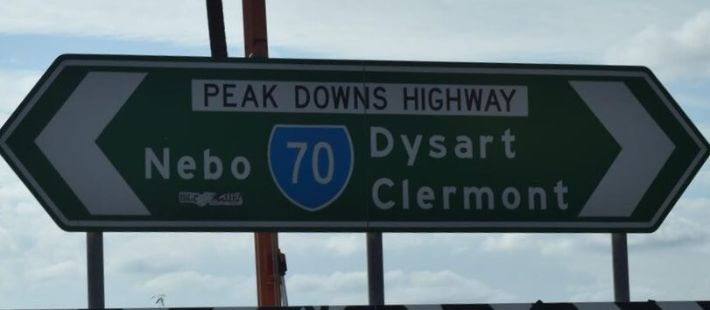 PEAK DOWNS HIGHWAY
Nebo
70
Dysart
Clermont